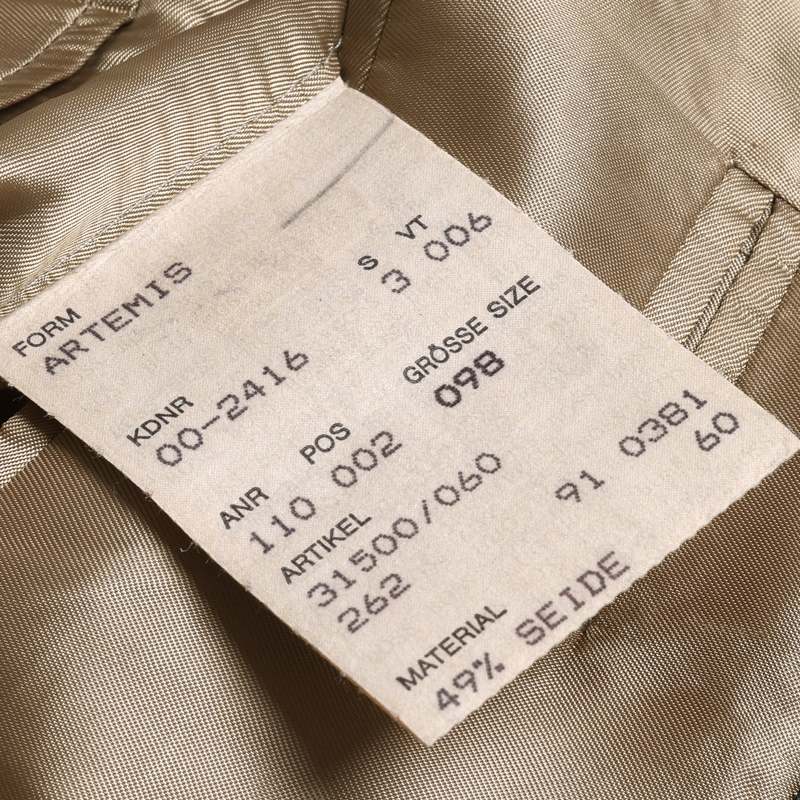 FORM
ARTEMIS
S VT
3 006
KDNR
00-2416
GRÖSSE SIZE
098
ANR POS
110 002
ARTIKEL
31500/060 91 0381
262 60
MATERIAL
49% SEIDE